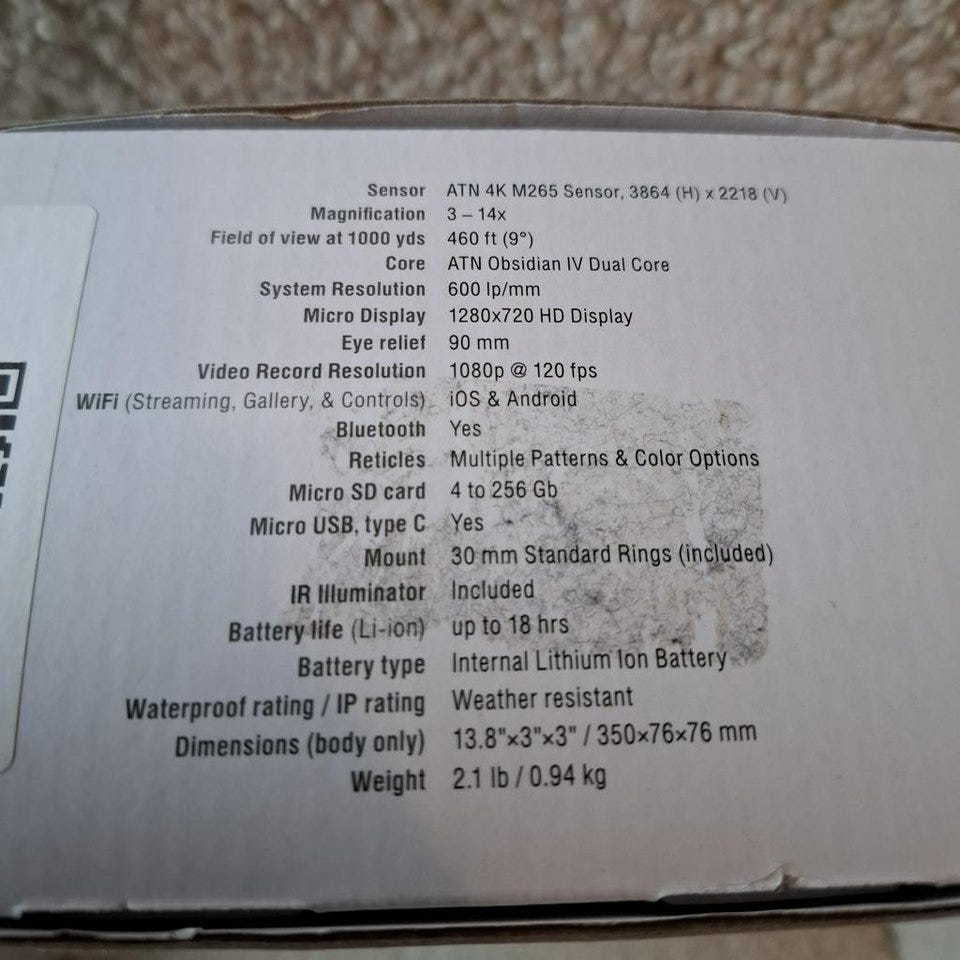 Sensor ATN 4K M265 Sensor, 3864 (H) x 2218 (V)
Magnification 3 – 14x
Field of view at 1000 yds 460 ft (9°)
Core ATN Obsidian IV Dual Core
System Resolution 600 lp/mm
Micro Display 1280x720 HD Display
Eye relief 90 mm
Video Record Resolution 1080p @ 120 fps
WiFi (Streaming, Gallery, & Controls) iOS & Android
Bluetooth Yes
Reticles Multiple Patterns & Color Options
Micro SD card 4 to 256 Gb
Micro USB, type C Yes
Mount 30 mm Standard Rings (included)
IR Illuminator Included
Battery life (Li-ion) up to 18 hrs
Battery type Internal Lithium Ion Battery
Waterproof rating / IP rating Weather resistant
Dimensions (body only) 13.8"×3"×3" / 350×76×76 mm
Weight 2.1 lb / 0.94 kg